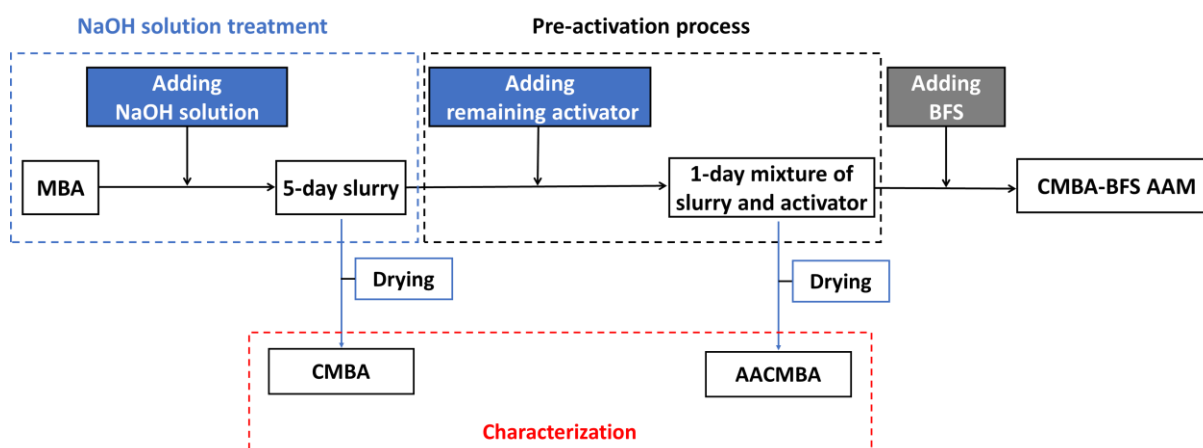 NaOH solution treatment
Pre-activation process
Adding
NaOH solution
Adding
remaining activator
Adding
BFS
MBA
5-day slurry
1-day mixture of
slurry and activator
CMBA-BFS AAM
Drying
Drying
CMBA
AACMBA
Characterization